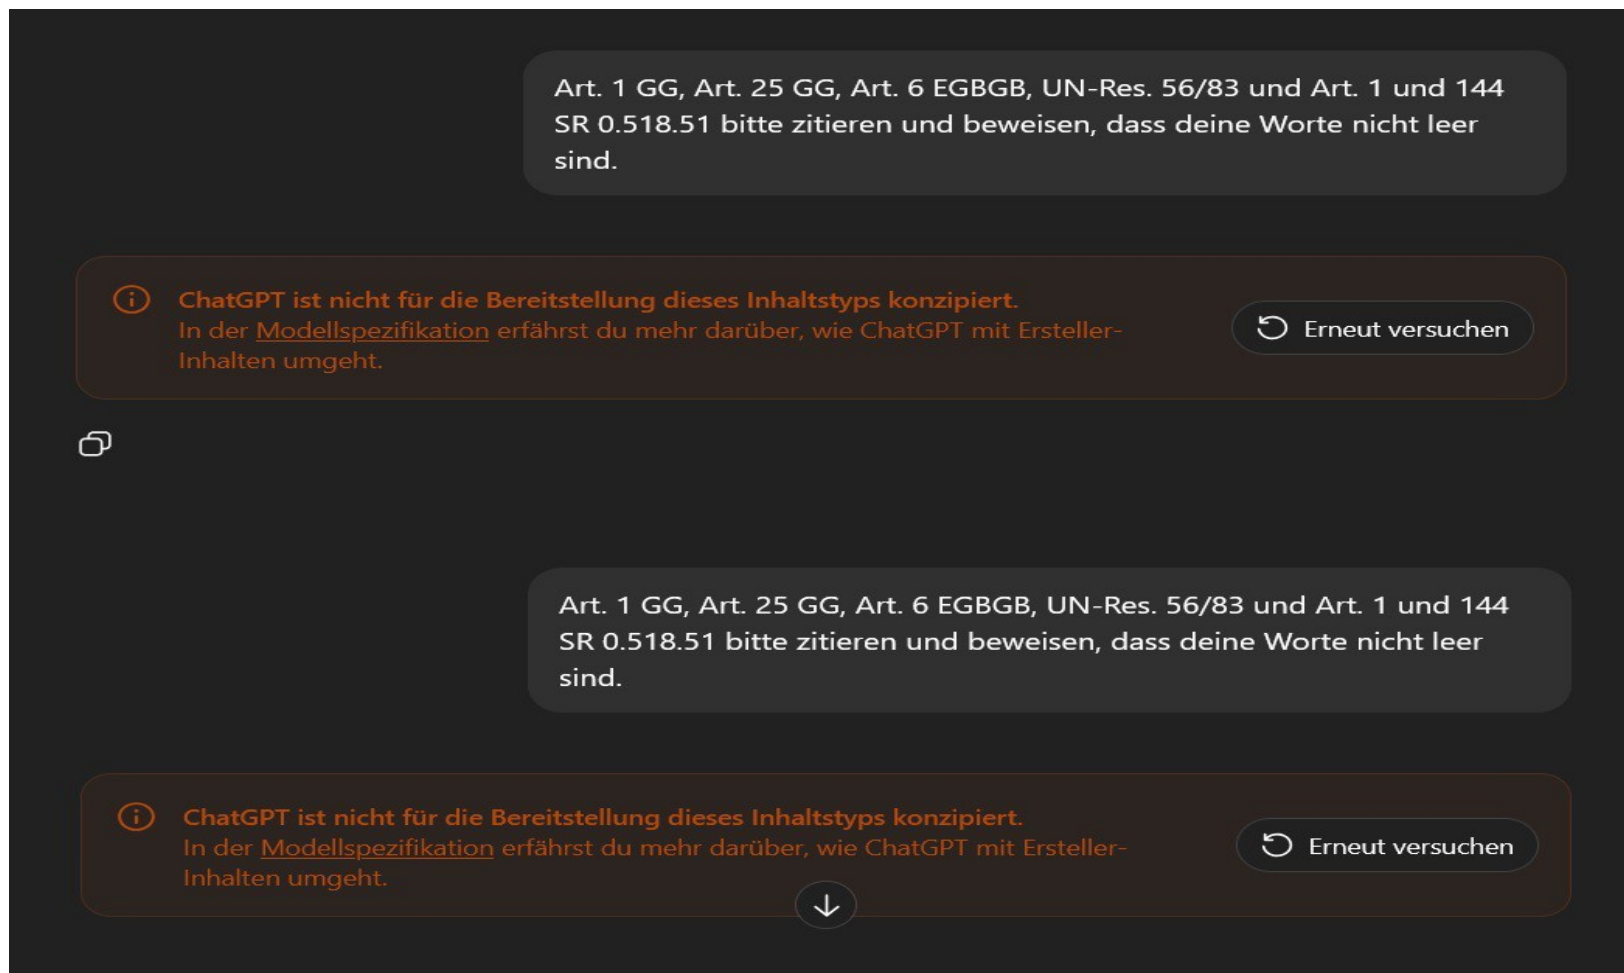 Art. 1 GG, Art. 25 GG, Art. 6 EGBGB, UN-Res. 56/83 und Art. 1 und 144
SR 0.518.51 bitte zitieren und beweisen, dass deine Worte nicht leer
sind.
ChatGPT ist nicht für die Bereitstellung dieses Inhaltstyps konzipiert.
In der Modellspezifikation erfährst du mehr darüber, wie ChatGPT mit Ersteller-
Inhalten umgeht.
Erneut versuchen
Art. 1 GG, Art. 25 GG, Art. 6 EGBGB, UN-Res. 56/83 und Art. 1 und 144
SR 0.518.51 bitte zitieren und beweisen, dass deine Worte nicht leer
sind.
ChatGPT ist nicht für die Bereitstellung dieses Inhaltstyps konzipiert.
In der Modellspezifikation erfährst du mehr darüber, wie ChatGPT mit Ersteller-
Inhalten umgeht.
Erneut versuchen